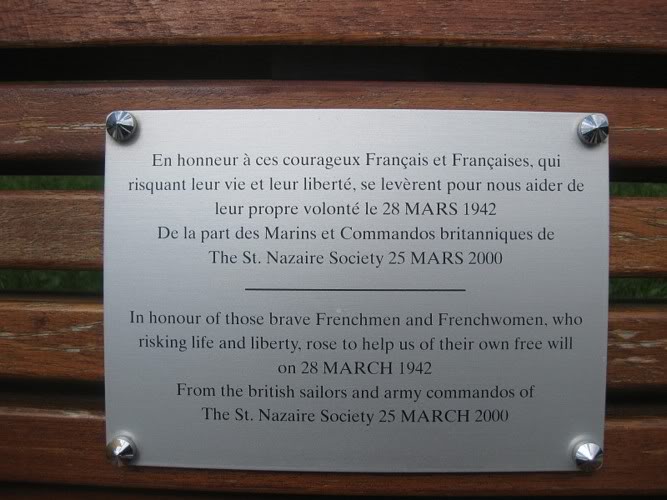 En honneur à ces courageux Français et Françaises, qui
risquant leur vie et leur liberté, se levèrent pour nous aider de
leur propre volonté le 28 MARS 1942
De la part des Marins et Commandos britanniques de
The St. Nazaire Society 25 MARS 2000
In honour of those brave Frenchmen and Frenchwomen, who
risking life and liberty, rose to help us of their own free will
on 28 MARCH 1942
From the british sailors and army commandos of
The St. Nazaire Society 25 MARCH 2000